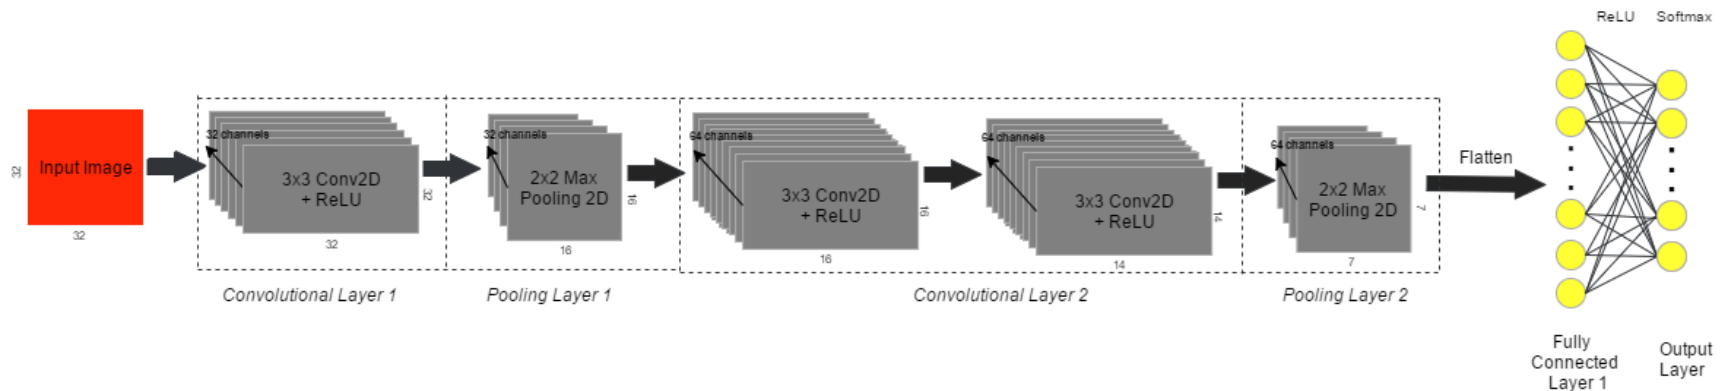 ReLU
Softmax
32
Input Image
32
32 channels
3x3 Conv2D
+ ReLU
32
32
Convolutional Layer 1
32 channels
2x2 Max
Pooling 2D
16
16
Pooling Layer 1
64 channels
3x3 Conv2D
+ ReLU
16
16
64 channels
3x3 Conv2D
+ ReLU
14
14
Convolutional Layer 2
64 channels
2x2 Max
Pooling 2D
7
7
Pooling Layer 2
Flatten
Fully
Connected
Layer 1
Output
Layer